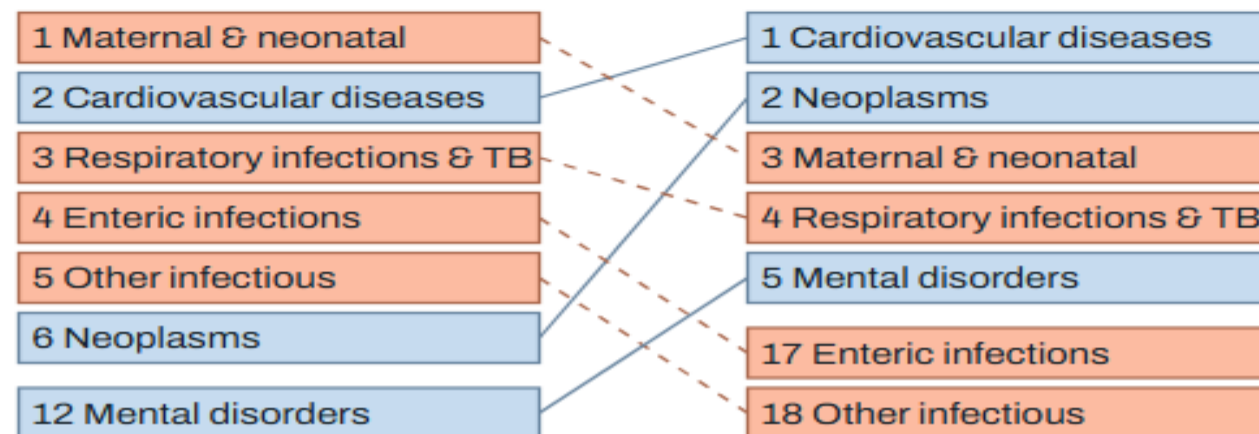 1 Maternal & neonatal
2 Cardiovascular diseases
3 Respiratory infections & TB
4 Enteric infections
5 Other infectious
6 Neoplasms
12 Mental disorders
1 Cardiovascular diseases
2 Neoplasms
3 Maternal & neonatal
4 Respiratory infections & TB
5 Mental disorders
17 Enteric infections
18 Other infectious